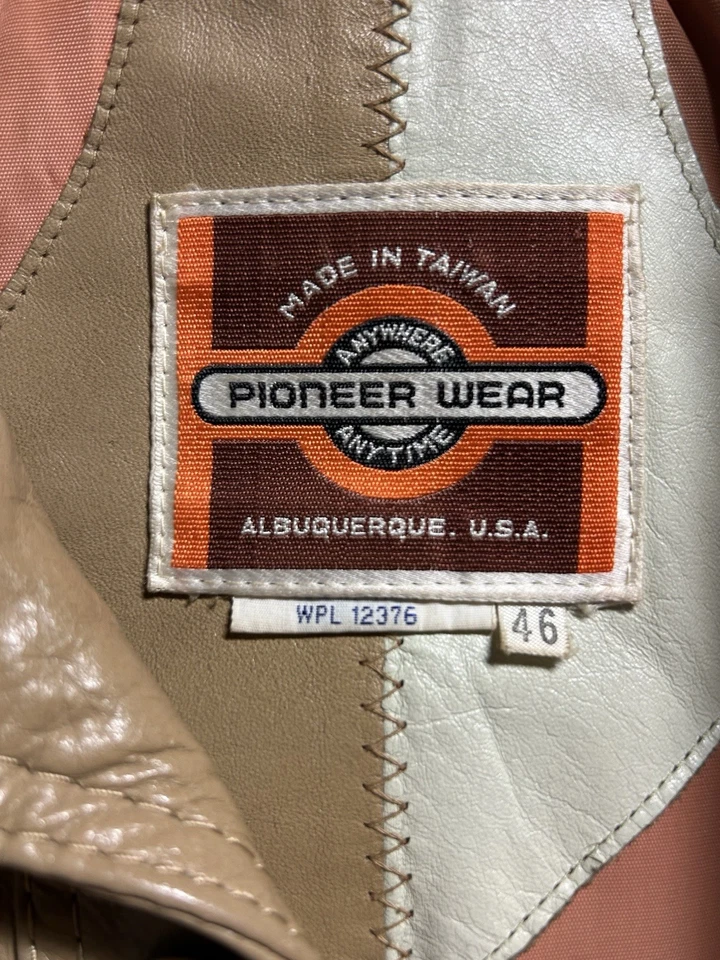 MADE IN TAIWAN
ANYWHERE
PIONEER WEAR
ANYTIME
ALBUQUERQUE. U.S.A.
WPL 12376
46